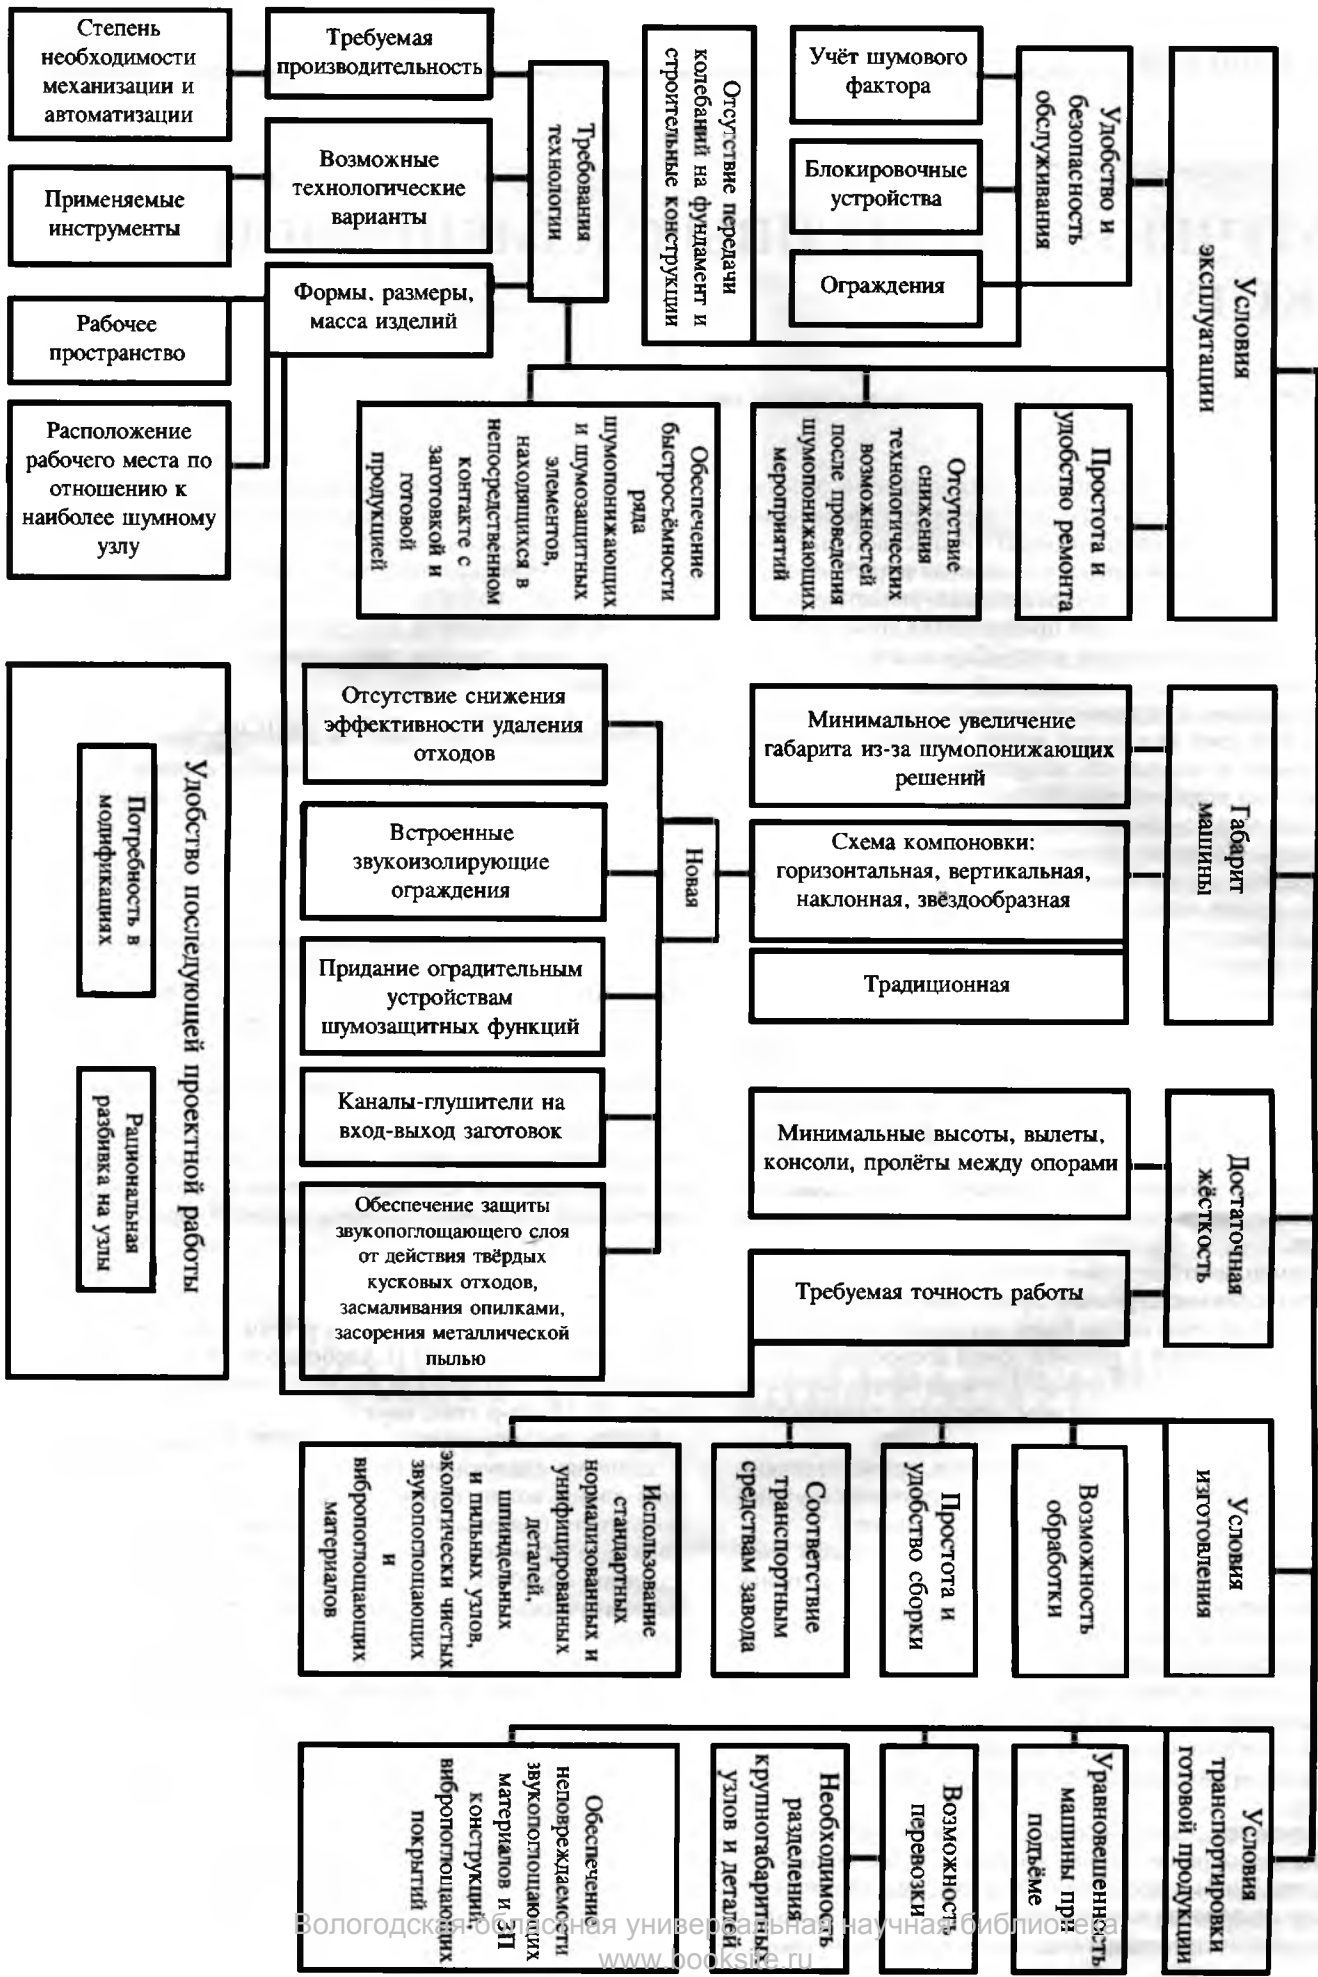 Степень
необходимости
механизации и
автоматизации
Применяемые
инструменты
Рабочее
пространство
Расположение
рабочего места по
отношению к
наиболее шумному
узлу
Требуемая
производительность
Возможные
технологические
варианты
Формы, размеры,
масса изделий
Требования
технологии
Отсутствие передачи
колебаний на фундамент и
строительные конструкции
Учёт шумового
фактора
Блокировочные
устройства
Ограждения
Удобство и
безопасность
обслуживания
Условия
эксплуатации
Обеспечение
быстросъёмности
ряда
шумопонижающих
и шумозащитных
элементов,
находящихся в
непосредственном
контакте с
заготовкой и
готовой
продукцией
Отсутствие
снижения
технологических
возможностей
после проведения
шумопонижающих
мероприятий
Простота и
удобство ремонта
Удобство последующей проектной работы
Потребность в
модификациях
Рациональная
разбивка на узлы
Отсутствие снижения
эффективности удаления
отходов
Встроенные
звукоизолирующие
ограждения
Придание оградительным
устройствам
шумозащитных функций
Каналы-глушители на
вход-выход заготовок
Обеспечение защиты
звукопоглощающего слоя
от действия твёрдых
кусковых отходов,
засмаливания опилками,
засорения металлической
пылью
Новая
Минимальное увеличение
габарита из-за шумопонижающих
решений
Схема компоновки:
горизонтальная, вертикальная,
наклонная, звёздообразная
Традиционная
Габарит
машины
Минимальные высоты, вылеты,
консоли, пролёты между опорами
Требуемая точность работы
Достаточная
жёсткость
Использование
стандартных
нормализованных и
унифицированных
деталей,
шпиндельных
и пильных узлов,
экологически чистых
звукопоглощающих
и
вибропоглощающих
материалов
Соответствие
транспортным
средствам завода
Простота и
удобство сборки
Возможность
обработки
Условия
изготовления
Обеспечение
неповреждаемости
звукопоглощающих
материалов и ЗП
конструкций,
вибропоглощающих
покрытий
Необходимость
разделения
крупногабаритных
узлов и деталей
Возможность
перевозки
Уравновешенность
машины при
подъёме
Условия
транспортировки
готовой продукции
Вологодская областная универсальная научная библиотека
www.booksite.ru